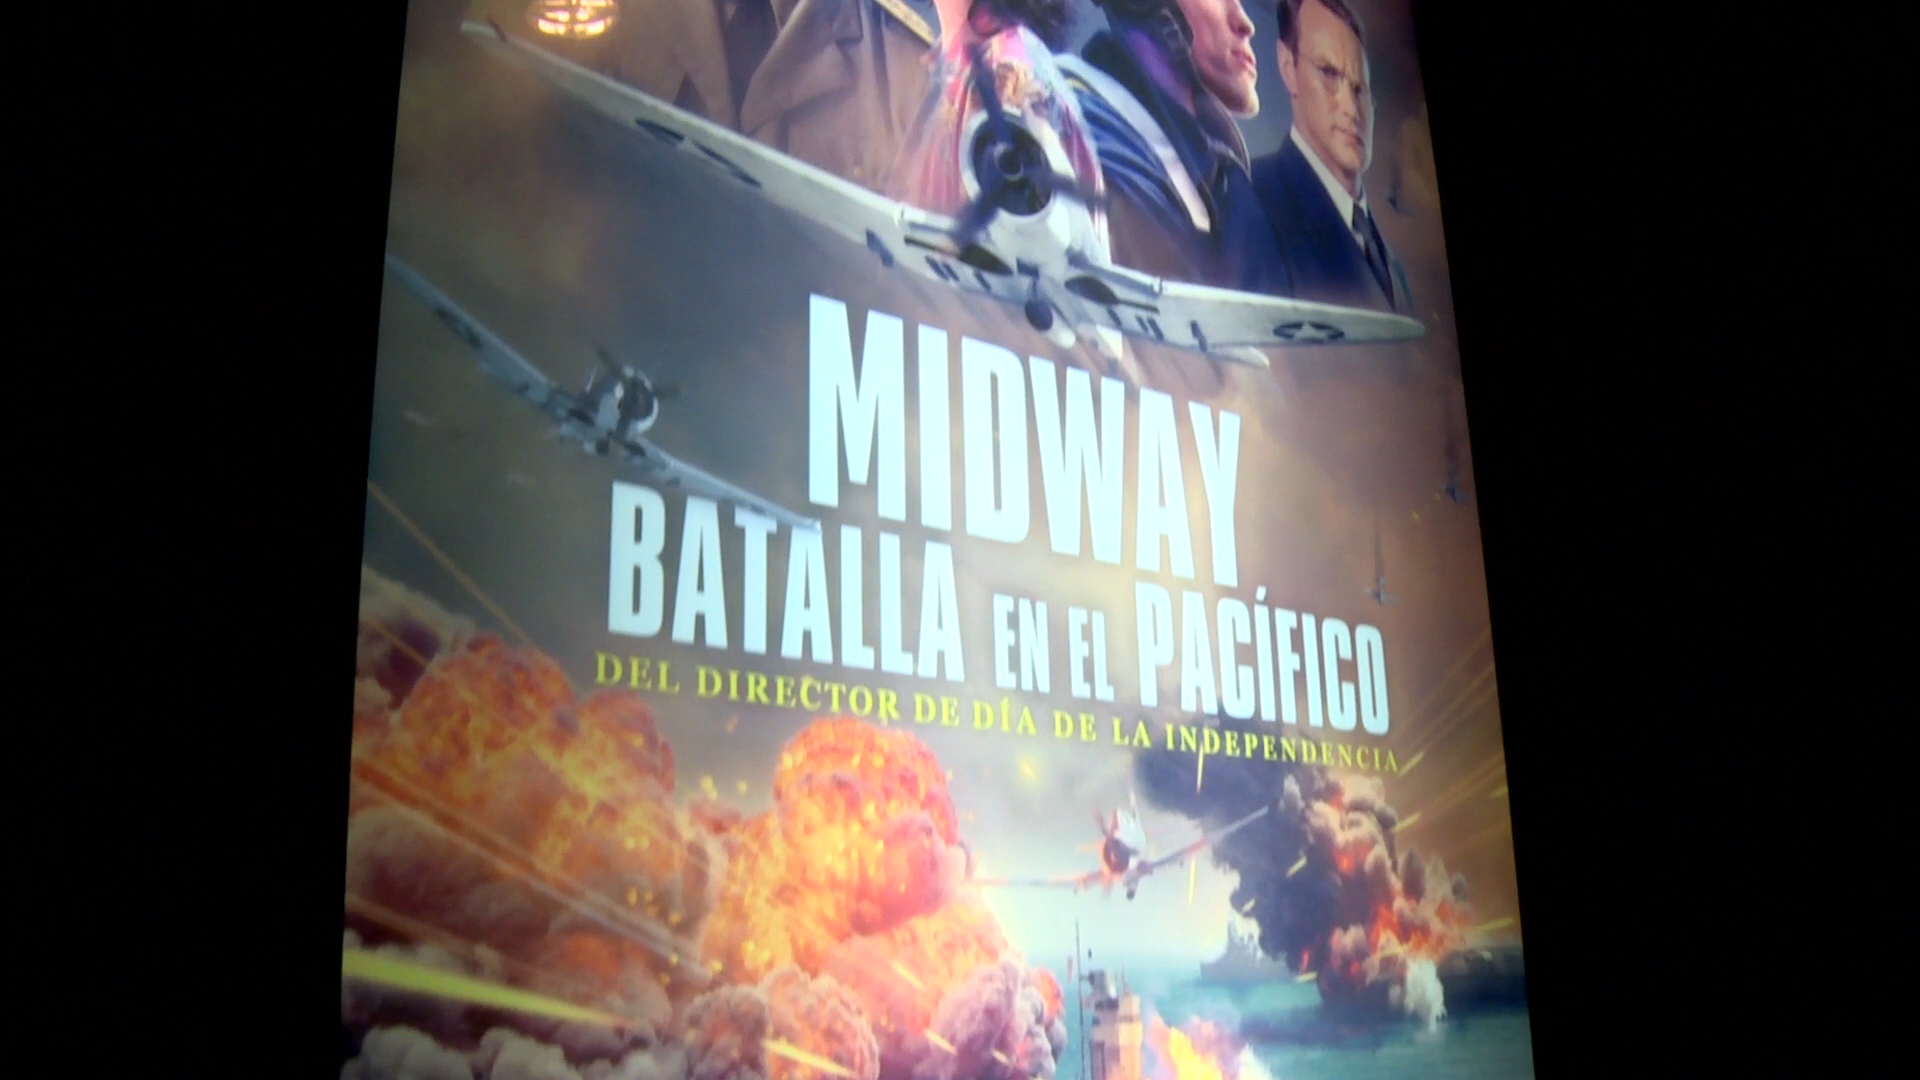 MIDWAY
BATALLA EN EL PACÍFICO
DEL DIRECTOR DE DÍA DE LA INDEPENDENCIA